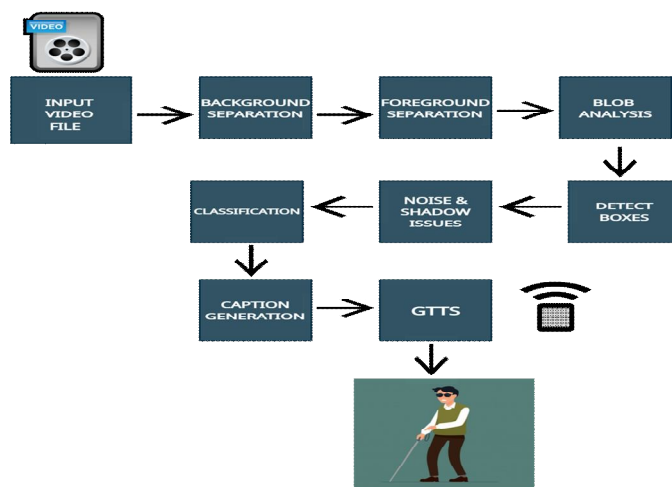 VIDEO
INPUT
VIDEO
FILE
BACKGROUND
SEPARATION
FOREGROUND
SEPARATION
BLOB
ANALYSIS
DETECT
BOXES
NOISE &
SHADOW
ISSUES
CLASSIFICATION
CAPTION
GENERATION
GTTS